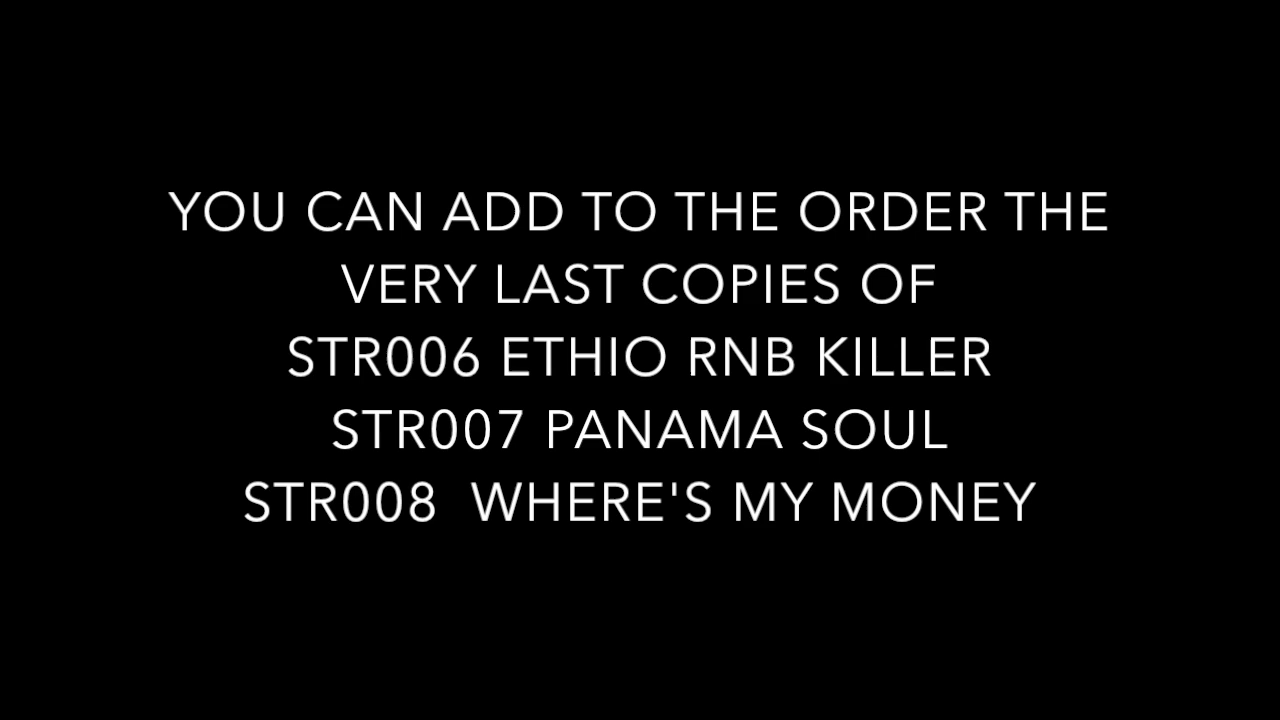 YOU CAN ADD TO THE ORDER THE
VERY LAST COPIES OF
STR006 ETHIO RNB KILLER
STR007 PANAMA SOUL
STR008  WHERE'S MY MONEY